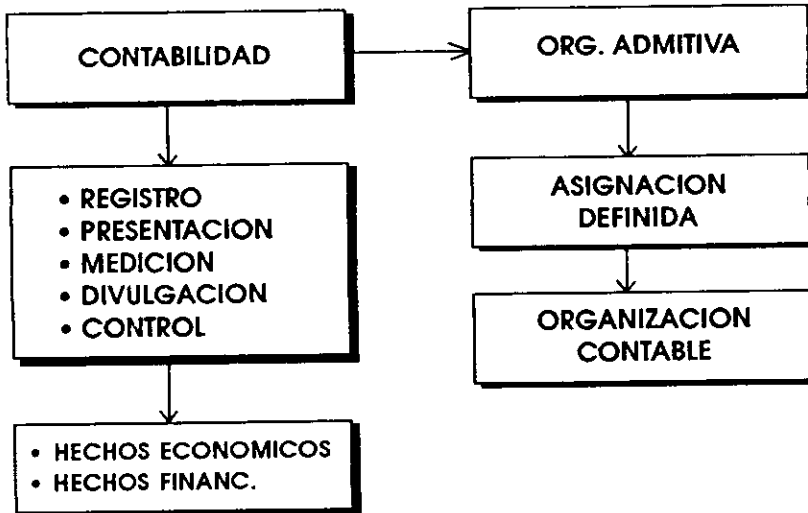 CONTABILIDAD
ORG. ADMITIVA
• REGISTRO
• PRESENTACION
• MEDICION
• DIVULGACION
• CONTROL
ASIGNACION
DEFINIDA
ORGANIZACION
CONTABLE
• HECHOS ECONOMICOS
• HECHOS FINANC.